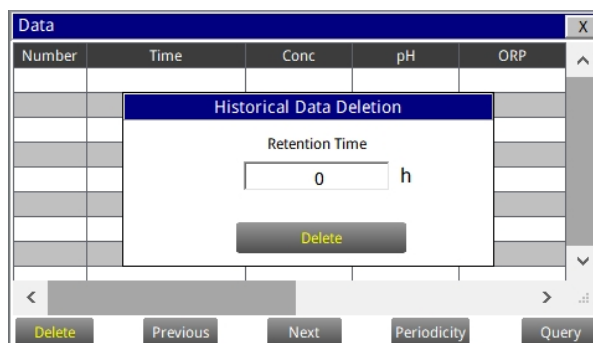 Data X
Number Time Conc pH ORP
Historical Data Deletion
Retention Time
0 h
Delete
Delete Previous Next Periodicity Query